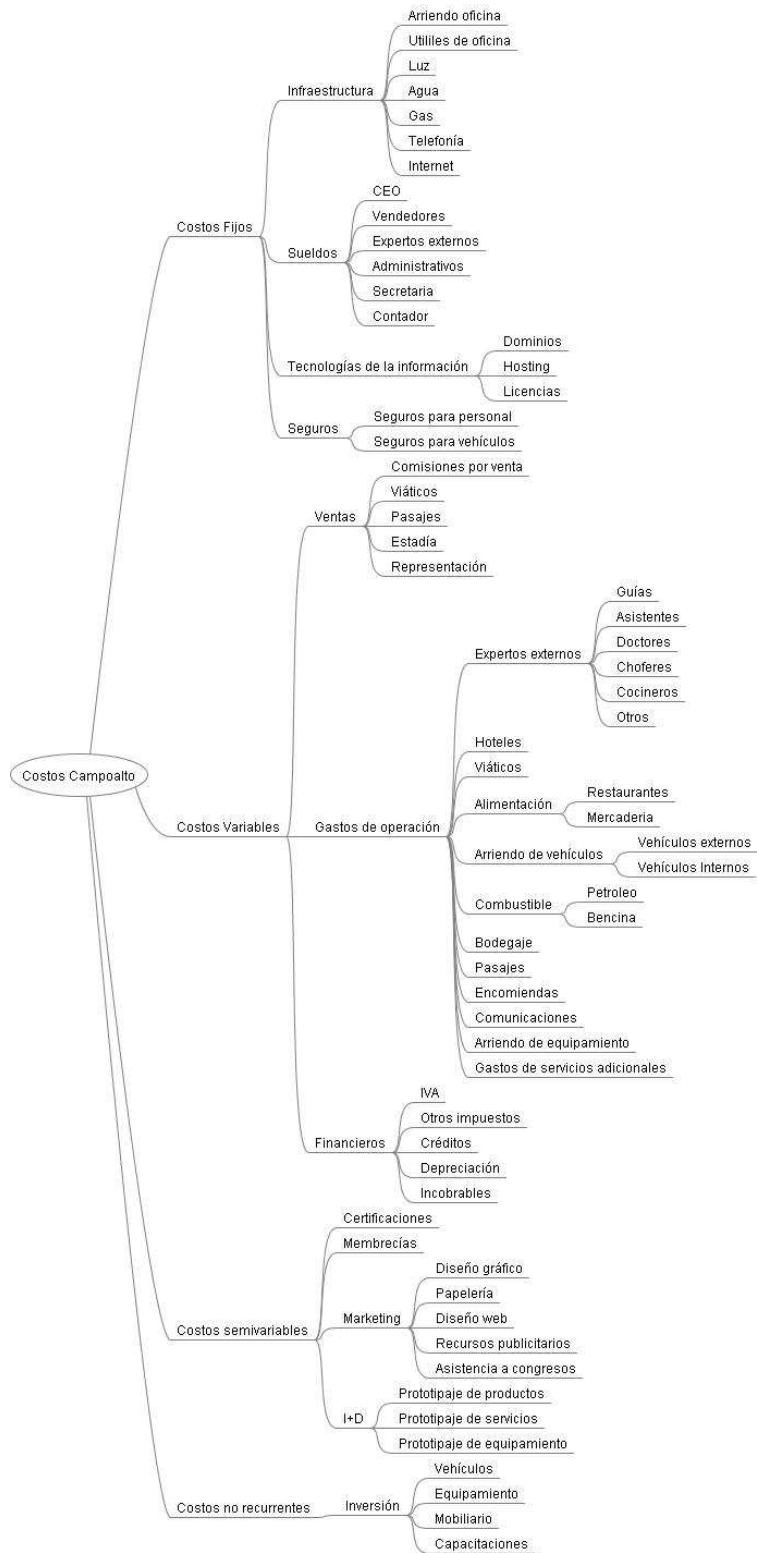 Costos Campoalto
Costos Fijos
Infraestructura
Arriendo oficina
Utililes de oficina
Luz
Agua
Gas
Telefonía
Internet
Sueldos
CEO
Vendedores
Expertos externos
Administrativos
Secretaria
Contador
Tecnologías de la información
Dominios
Hosting
Licencias
Seguros
Seguros para personal
Seguros para vehículos
Costos Variables
Ventas
Comisiones por venta
Viáticos
Pasajes
Estadía
Representación
Gastos de operación
Expertos externos
Guías
Asistentes
Doctores
Choferes
Cocineros
Otros
Hoteles
Viáticos
Alimentación
Restaurantes
Mercaderia
Arriendo de vehículos
Vehículos externos
Vehículos Internos
Combustible
Petroleo
Bencina
Bodegaje
Pasajes
Encomiendas
Comunicaciones
Arriendo de equipamiento
Gastos de servicios adicionales
Financieros
IVA
Otros impuestos
Créditos
Depreciación
Incobrables
Costos semivariables
Certificaciones
Membrecías
Marketing
Diseño gráfico
Papelería
Diseño web
Recursos publicitarios
Asistencia a congresos
I+D
Prototipaje de productos
Prototipaje de servicios
Prototipaje de equipamiento
Costos no recurrentes
Inversión
Vehículos
Equipamiento
Mobiliario
Capacitaciones